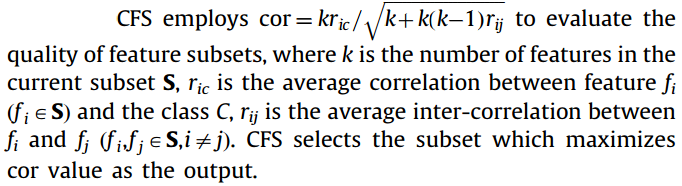 CFS employs cor = kr_ic/√k+k(k−1)r_ij to evaluate the
quality of feature subsets, where k is the number of features in the
current subset S, r_ic is the average correlation between feature f_i
(f_i ∈ S) and the class C, r_ij is the average inter-correlation between
f_i and f_j (f_i,f_j ∈ S,i ≠ j). CFS selects the subset which maximizes
cor value as the output.